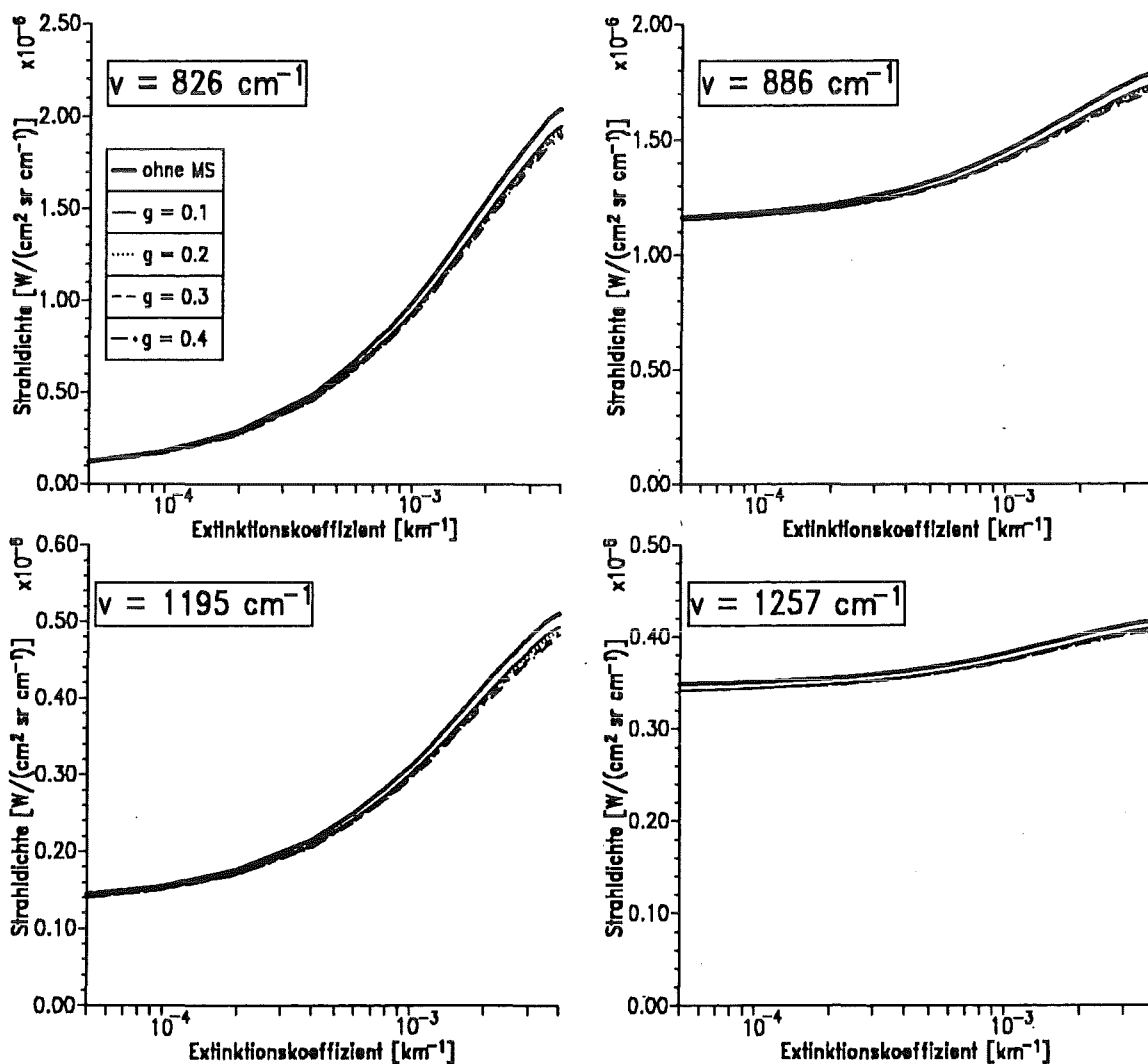 2.50
x10⁻⁶
v = 826 cm⁻¹
2.00
1.50
1.00
0.50
0.00
Strahldichte [W/(cm² sr cm⁻¹)]
ohne MS
g = 0.1
g = 0.2
g = 0.3
g = 0.4
10⁻⁴
10⁻³
Extinktionskoeffizient [km⁻¹]
2.00
x10⁻⁶
v = 886 cm⁻¹
1.50
1.00
0.50
0.00
Strahldichte [W/(cm² sr cm⁻¹)]
10⁻⁴
10⁻³
Extinktionskoeffizient [km⁻¹]
0.60
x10⁻⁶
v = 1195 cm⁻¹
0.50
0.40
0.30
0.20
0.10
0.00
Strahldichte [W/(cm² sr cm⁻¹)]
10⁻⁴
10⁻³
Extinktionskoeffizient [km⁻¹]
0.50
x10⁻⁶
v = 1257 cm⁻¹
0.40
0.30
0.20
0.10
0.00
Strahldichte [W/(cm² sr cm⁻¹)]
10⁻⁴
10⁻³
Extinktionskoeffizient [km⁻¹]